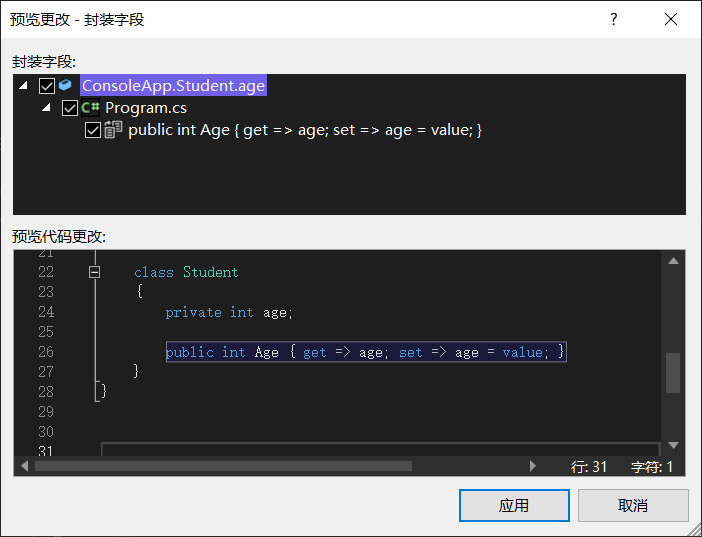 预览更改 - 封装字段
封装字段:
ConsoleApp.Student.age
C# Program.cs
public int Age { get => age; set => age = value; }
预览代码更改:
21
22 class Student
23 {
24 private int age;
25
26 public int Age { get => age; set => age = value; }
27 }
28 }
29
30
31
行: 31 字符: 1
应用 取消